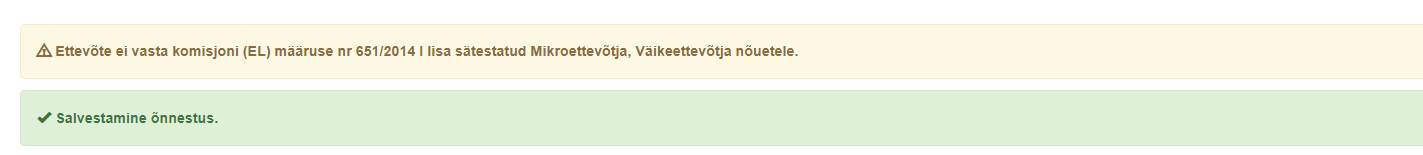 Ettevõte ei vasta komisjoni (EL) määruse nr 651/2014 I lisa sätestatud Mikroettevõtja, Väikeettevõtja nõuetele.
Salvestamine õnnestus.